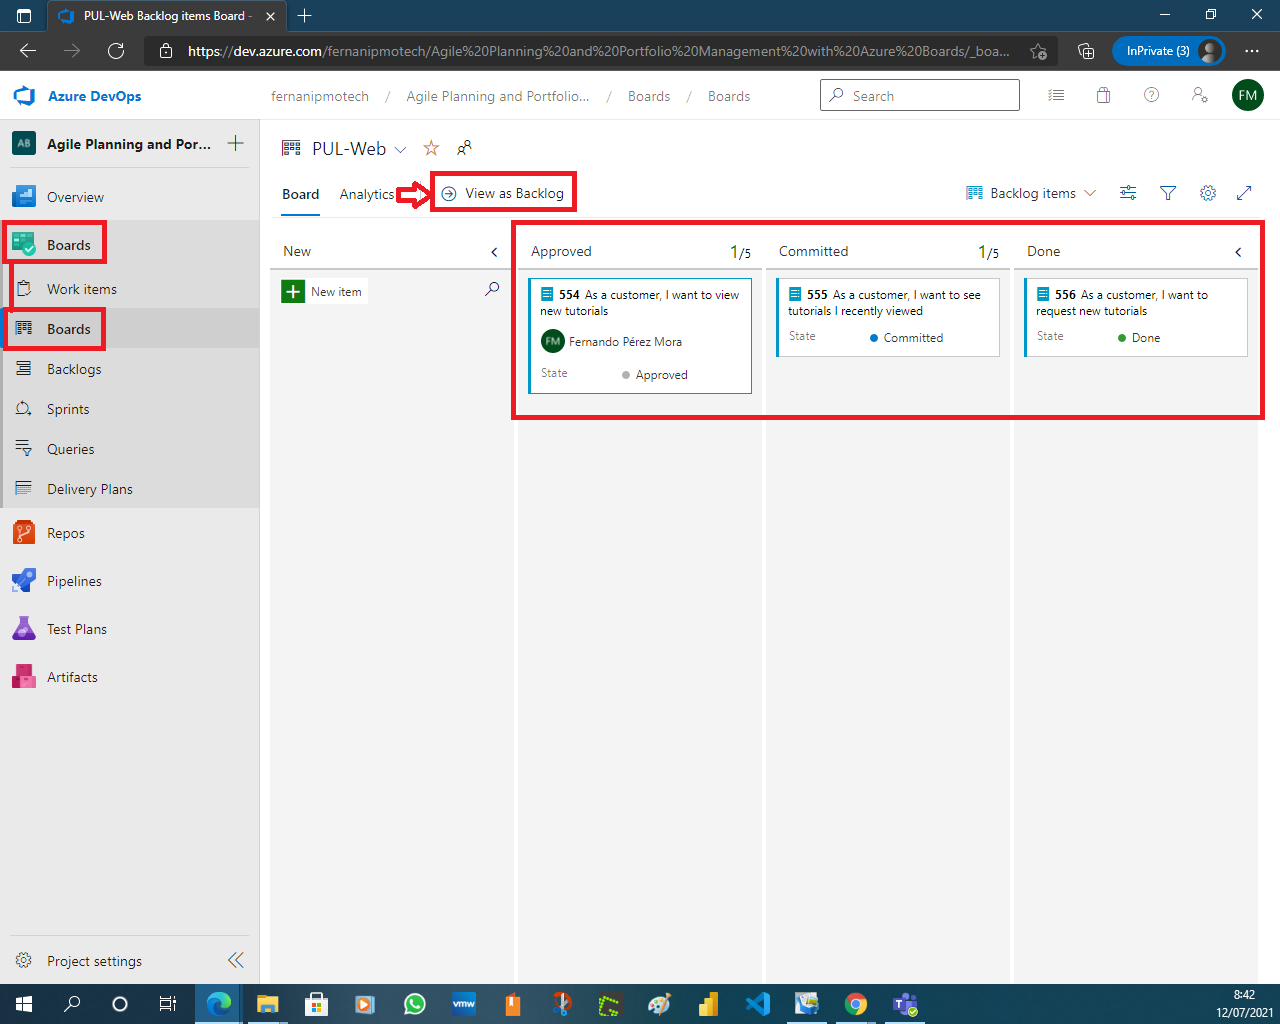 PUL-Web Backlog items Board -
https://dev.azure.com/fernanipmotech/Agile%20Planning%20and%20Portfolio%20Management%20with%20Azure%20Boards/_boa...
InPrivate (3)
Azure DevOps
fernanipmotech / Agile Planning and Portfolio... / Boards / Boards
Search
FM
AB Agile Planning and Por...
Overview
Boards
Work items
Boards
Backlogs
Sprints
Queries
Delivery Plans
Repos
Pipelines
Test Plans
Artifacts
Project settings
PUL-Web
Board Analytics View as Backlog
Backlog items
New
New item
Approved 1/5
554 As a customer, I want to view
new tutorials
FM Fernando Pérez Mora
State Approved
Committed 1/5
555 As a customer, I want to see
tutorials I recently viewed
State Committed
Done
556 As a customer, I want to
request new tutorials
State Done
vmw
8:42
12/07/2021